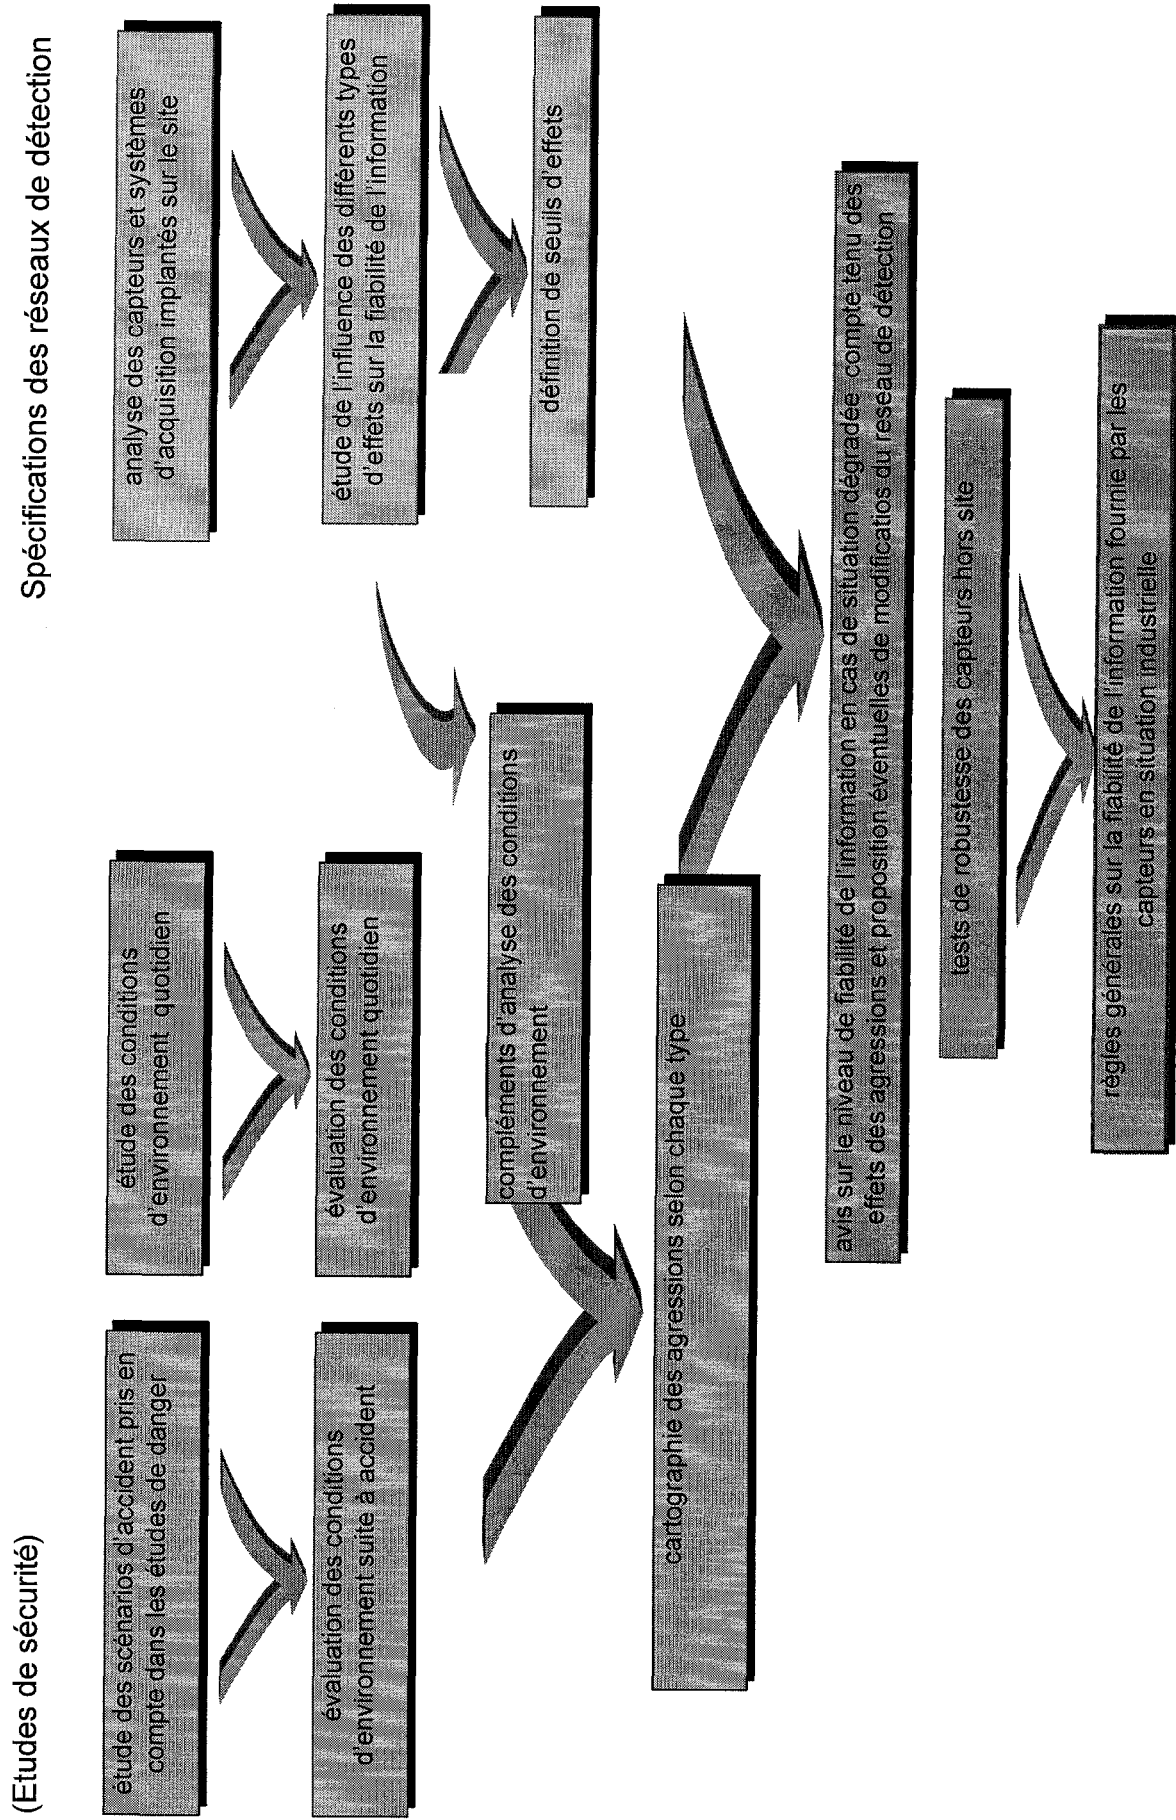 (Etudes de sécurité)
Spécifications des réseaux de détection
étude des scénarios d'accident pris en
compte dans les études de danger
étude des conditions
d'environnement quotidien
analyse des capteurs et systèmes
d'acquisition implantés sur le site
évaluation des conditions
d'environnement suite à accident
évaluation des conditions
d'environnement quotidien
étude de l'influence des différents types
d'effets sur la fiabilité de l'information
compléments d'analyse des conditions
d'environnement
définition de seuils d'effets
cartographie des agressions selon chaque type
avis sur le niveau de fiabilité de l'information en cas de situation dégradée compte tenu des
effets des agressions et proposition éventuelles de modificatios du réseau de détection
tests de robustesse des capteurs hors site
règles générales sur la fiabilité de l'information fournie par les
capteurs en situation industrielle